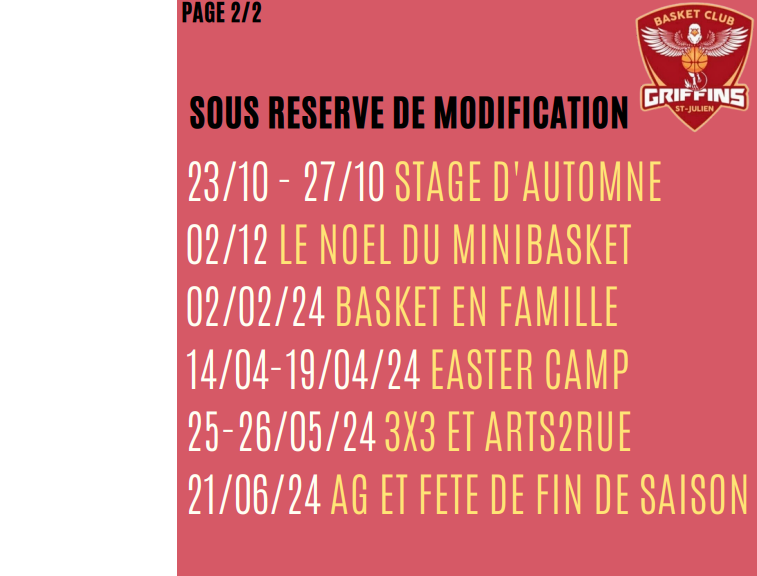 PAGE 2/2
BASKET CLUB
GRIFFINS
ST-JULIEN
SOUS RESERVE DE MODIFICATION
23/10 - 27/10 STAGE D'AUTOMNE
02/12 LE NOEL DU MINIBASKET
02/02/24 BASKET EN FAMILLE
14/04-19/04/24 EASTER CAMP
25-26/05/24 3X3 ET ARTS2RUE
21/06/24 AG ET FETE DE FIN DE SAISON